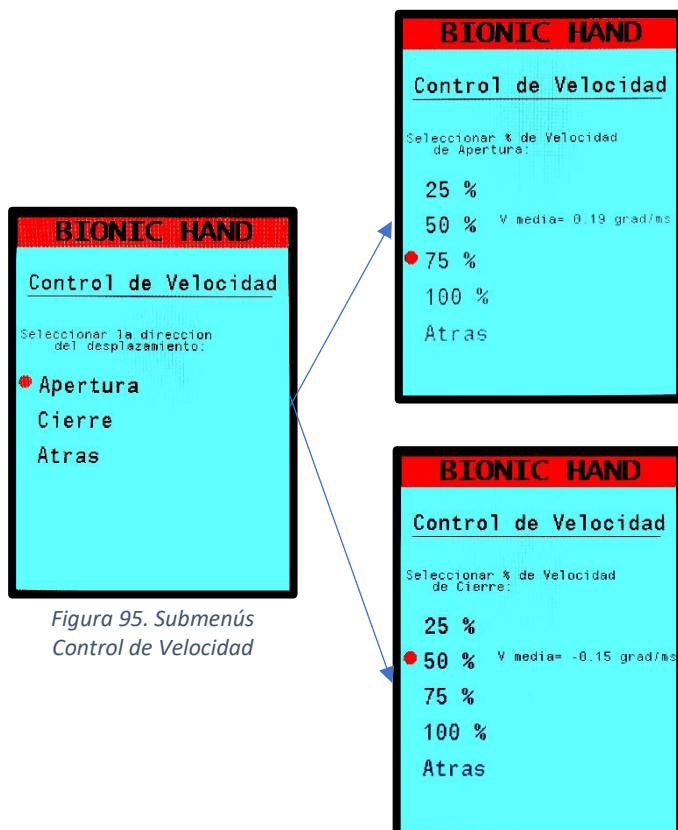 BIONIC HAND
Control de Velocidad
Seleccionar la direccion
del desplazamiento:
Apertura
Cierre
Atras
Figura 95. Submenús
Control de Velocidad
BIONIC HAND
Control de Velocidad
Seleccionar % de Velocidad
de Apertura:
25 %
50 % V media= 0.19 grad/ms
75 %
100 %
Atras
BIONIC HAND
Control de Velocidad
Seleccionar % de Velocidad
de Cierre:
25 %
50 % V media= -0.15 grad/ms
75 %
100 %
Atras